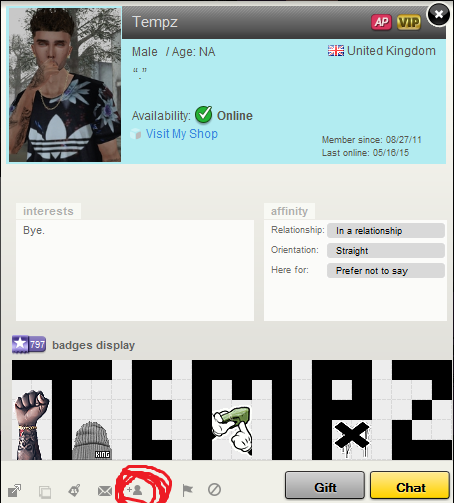 Tempz
AP VIP
Male / Age: NA
United Kingdom
“.”
Availability: Online
Visit My Shop
Member since: 08/27/11
Last online: 05/16/15
interests
Bye.
affinity
Relationship: In a relationship
Orientation: Straight
Here for: Prefer not to say
797 badges display
TEMPZ
KING
Gift
Chat